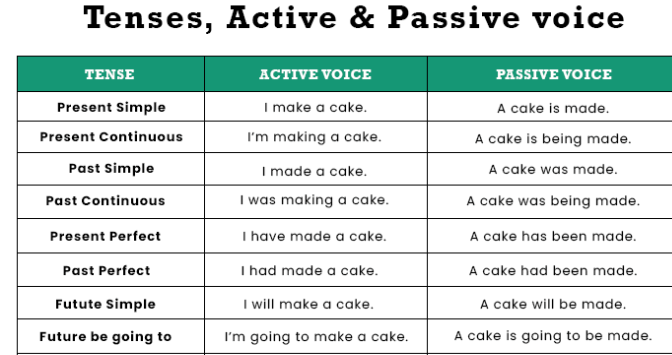 Tenses, Active & Passive voice
TENSE ACTIVE VOICE PASSIVE VOICE
Present Simple I make a cake. A cake is made.
Present Continuous I'm making a cake. A cake is being made.
Past Simple I made a cake. A cake was made.
Past Continuous I was making a cake. A cake was being made.
Present Perfect I have made a cake. A cake has been made.
Past Perfect I had made a cake. A cake had been made.
Futute Simple I will make a cake. A cake will be made.
Future be going to I'm going to make a cake. A cake is going to be made.